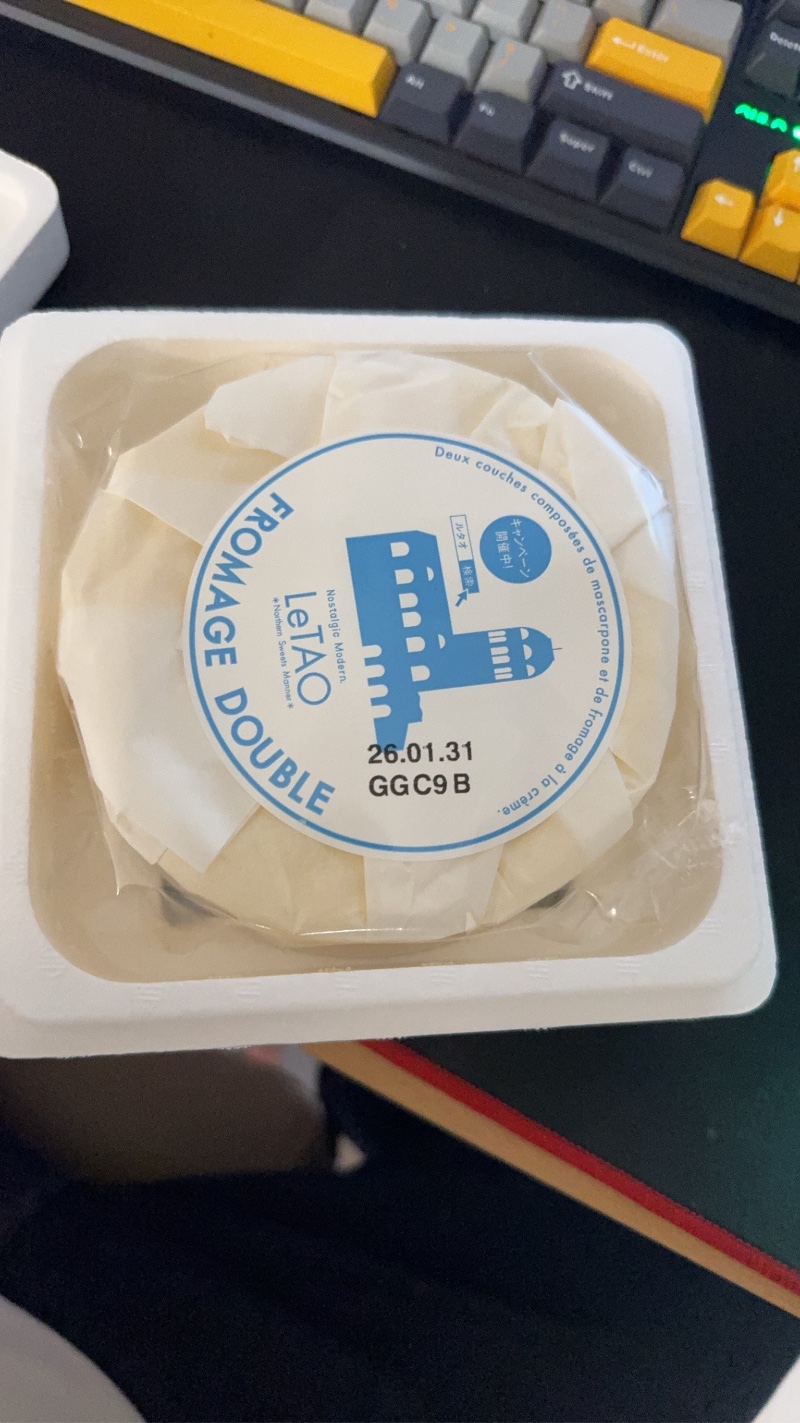 Enter
Shift
Alt
Fn
Super
Ctrl
Delete
Deux couches composées de mascarpone et de fromage à la crème.
FROMAGE DOUBLE
キャンペーン
開催中!
ルタオ 検索
Nostalgic Modern.
LeTAO
*Northern Sweets Manner*
26.01.31
GGC9B